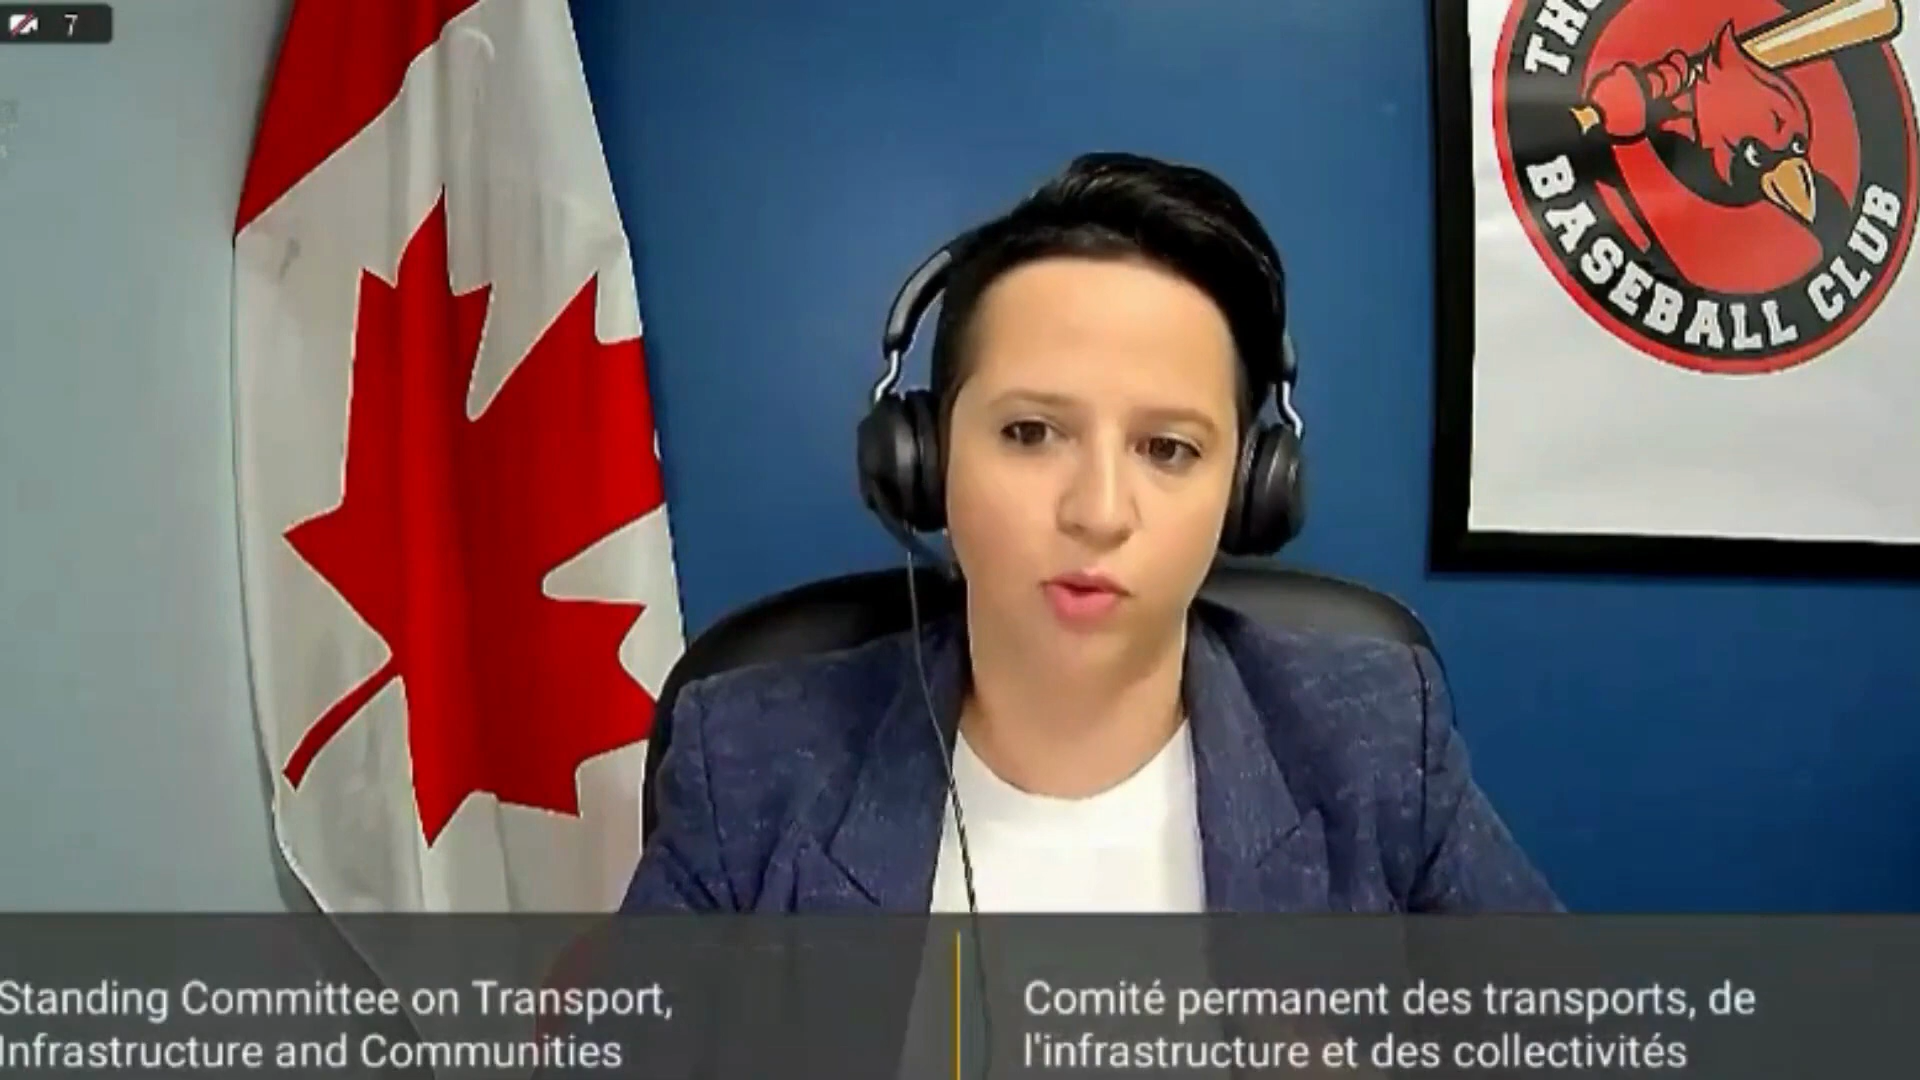 7
THU
BASEBALL CLUB
Standing Committee on Transport,
Infrastructure and Communities
Comité permanent des transports, de
l'infrastructure et des collectivités